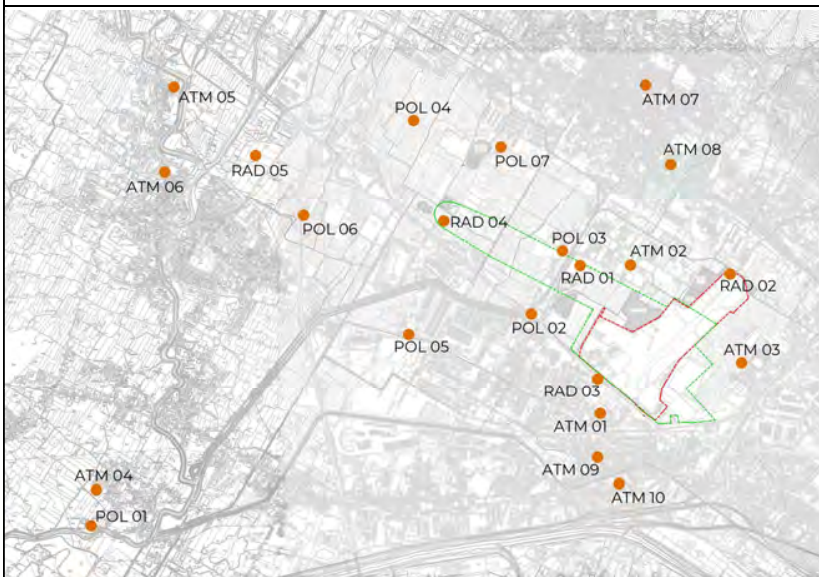 ATM 05
POL 04
ATM 07
RAD 05
POL 07
ATM 08
ATM 06
POL 06
RAD 04
POL 03
ATM 02
RAD 01
RAD 02
POL 02
POL 05
ATM 03
RAD 03
ATM 01
ATM 09
ATM 04
ATM 10
POL 01